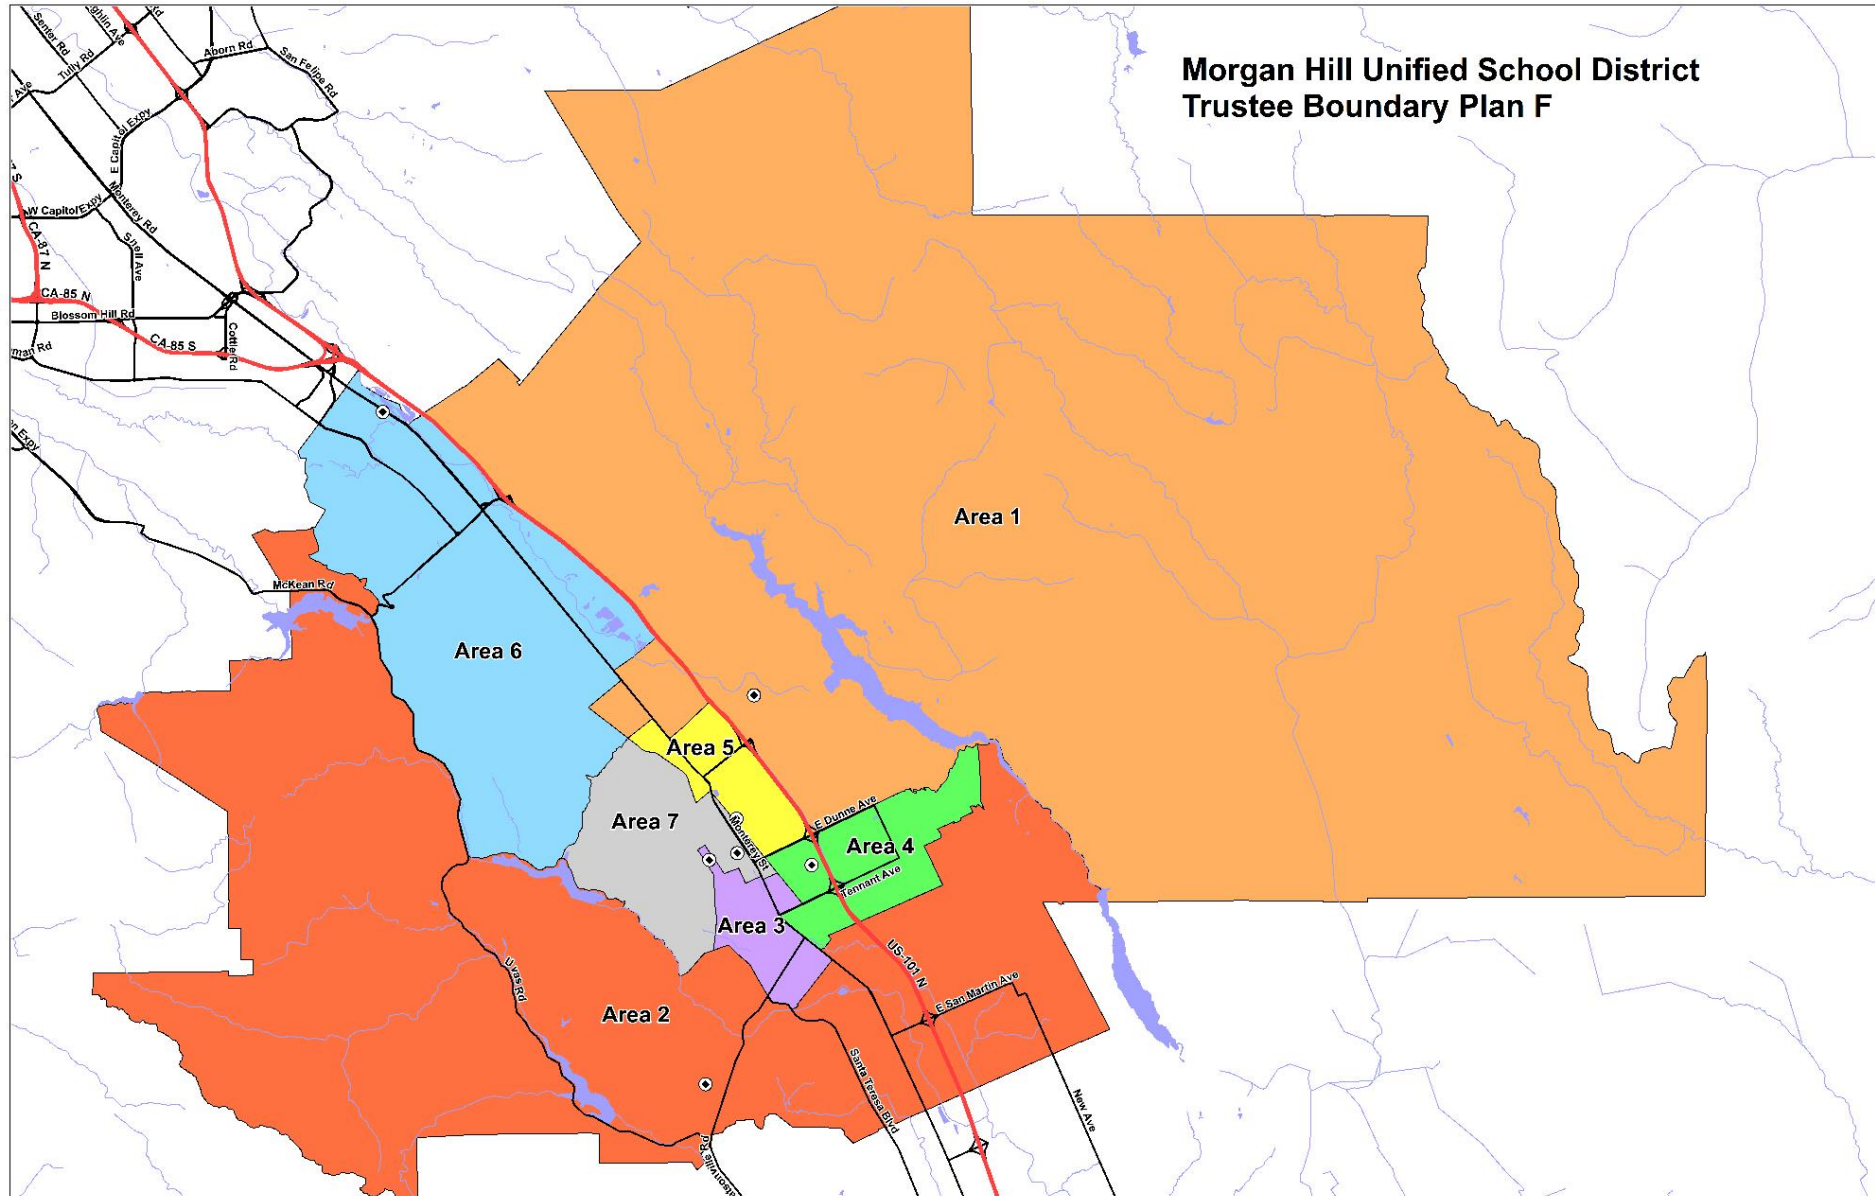 Morgan Hill Unified School District
Trustee Boundary Plan F
Senter Rd
Tully Rd
Aborn Rd
San Felipe Rd
E Capitol Expy
Monterey Rd
W Capitol Expy
Snell Ave
CA-87 N
CA-85 N
Blossom Hill Rd
CA-85 S
Cottle Rd
McKean Rd
Area 1
Area 6
Area 5
Area 7
Monterey St
E Dunne Ave
Area 4
Tennant Ave
Area 3
US-101 N
E San Martin Ave
Uvas Rd
Area 2
Santa Teresa Blvd
New Ave